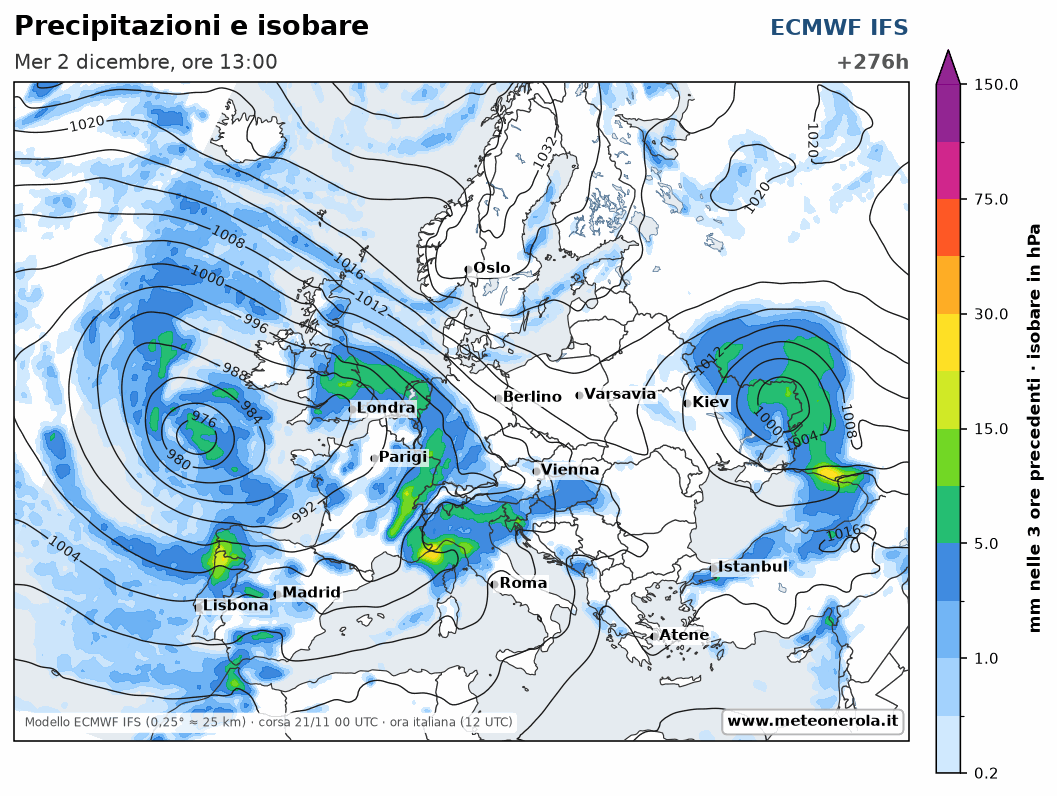 Precipitazioni e isobare
ECMWF IFS
Mer 2 dicembre, ore 13:00
+276h
150.0
75.0
30.0
15.0
5.0
1.0
0.2
mm nelle 3 ore precedenti · isobare in hPa
1020
1032
1020
1020
1008
1016
1000
1012
996
988
984
976
980
992
1004
1012
1000
1004
1008
1016
Oslo
Berlino
Varsavia
Kiev
Londra
Parigi
Vienna
Istanbul
Roma
Madrid
Lisbona
Atene
Modello ECMWF IFS (0,25° ≈ 25 km) · corsa 21/11 00 UTC · ora italiana (12 UTC)
www.meteonerola.it